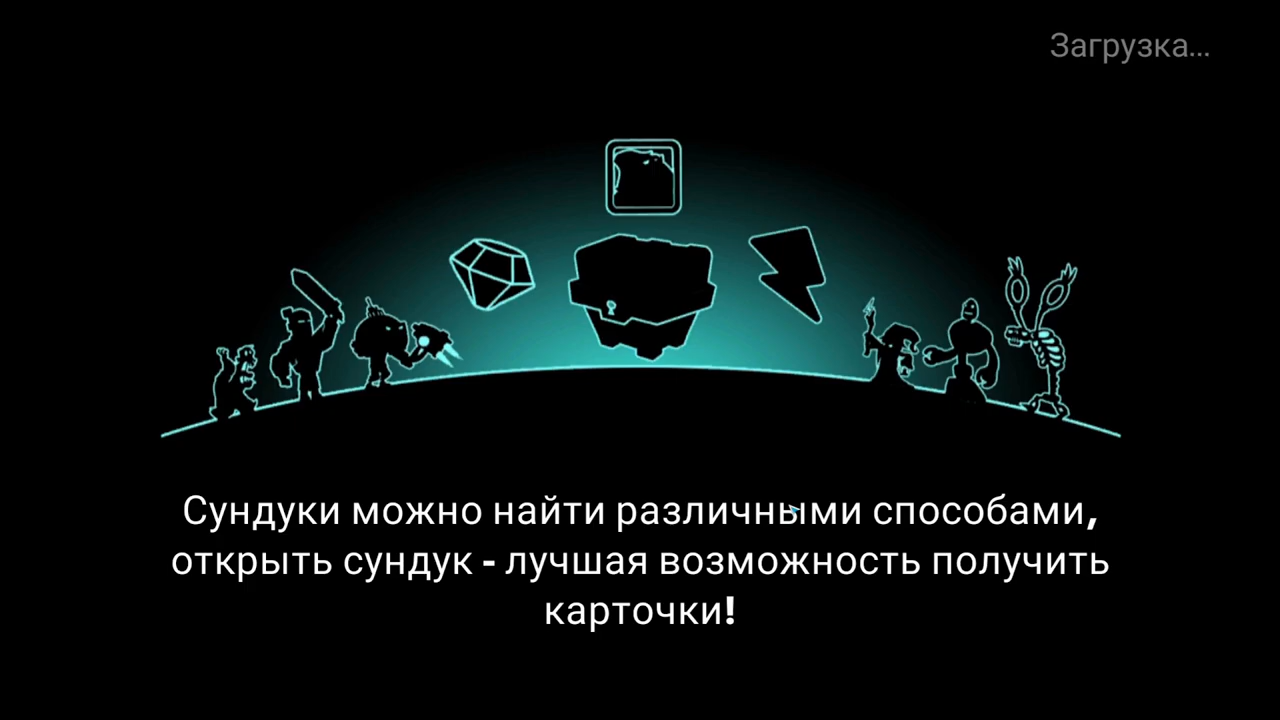 Загрузка...
Сундуки можно найти различными способами,
открыть сундук - лучшая возможность получить
карточки!